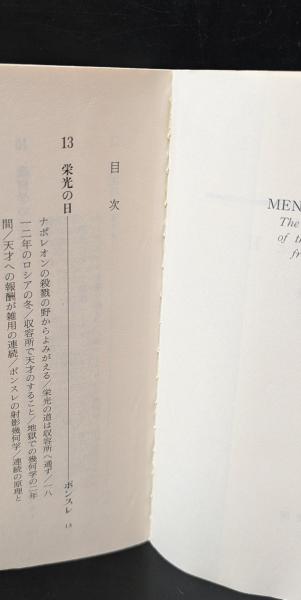 目次
13 栄光の日――ポンスレ 13
ナポレオンの殺戮の野からよみがえる/栄光の道は収容所へ通ず/一八
一二年のロシアの冬/収容所で天才のすること/地獄での幾何学の二年
間/天才への報酬が雑用の連続/ポンスレの射影幾何学/連続の原理と
MEN
The
of th
fr